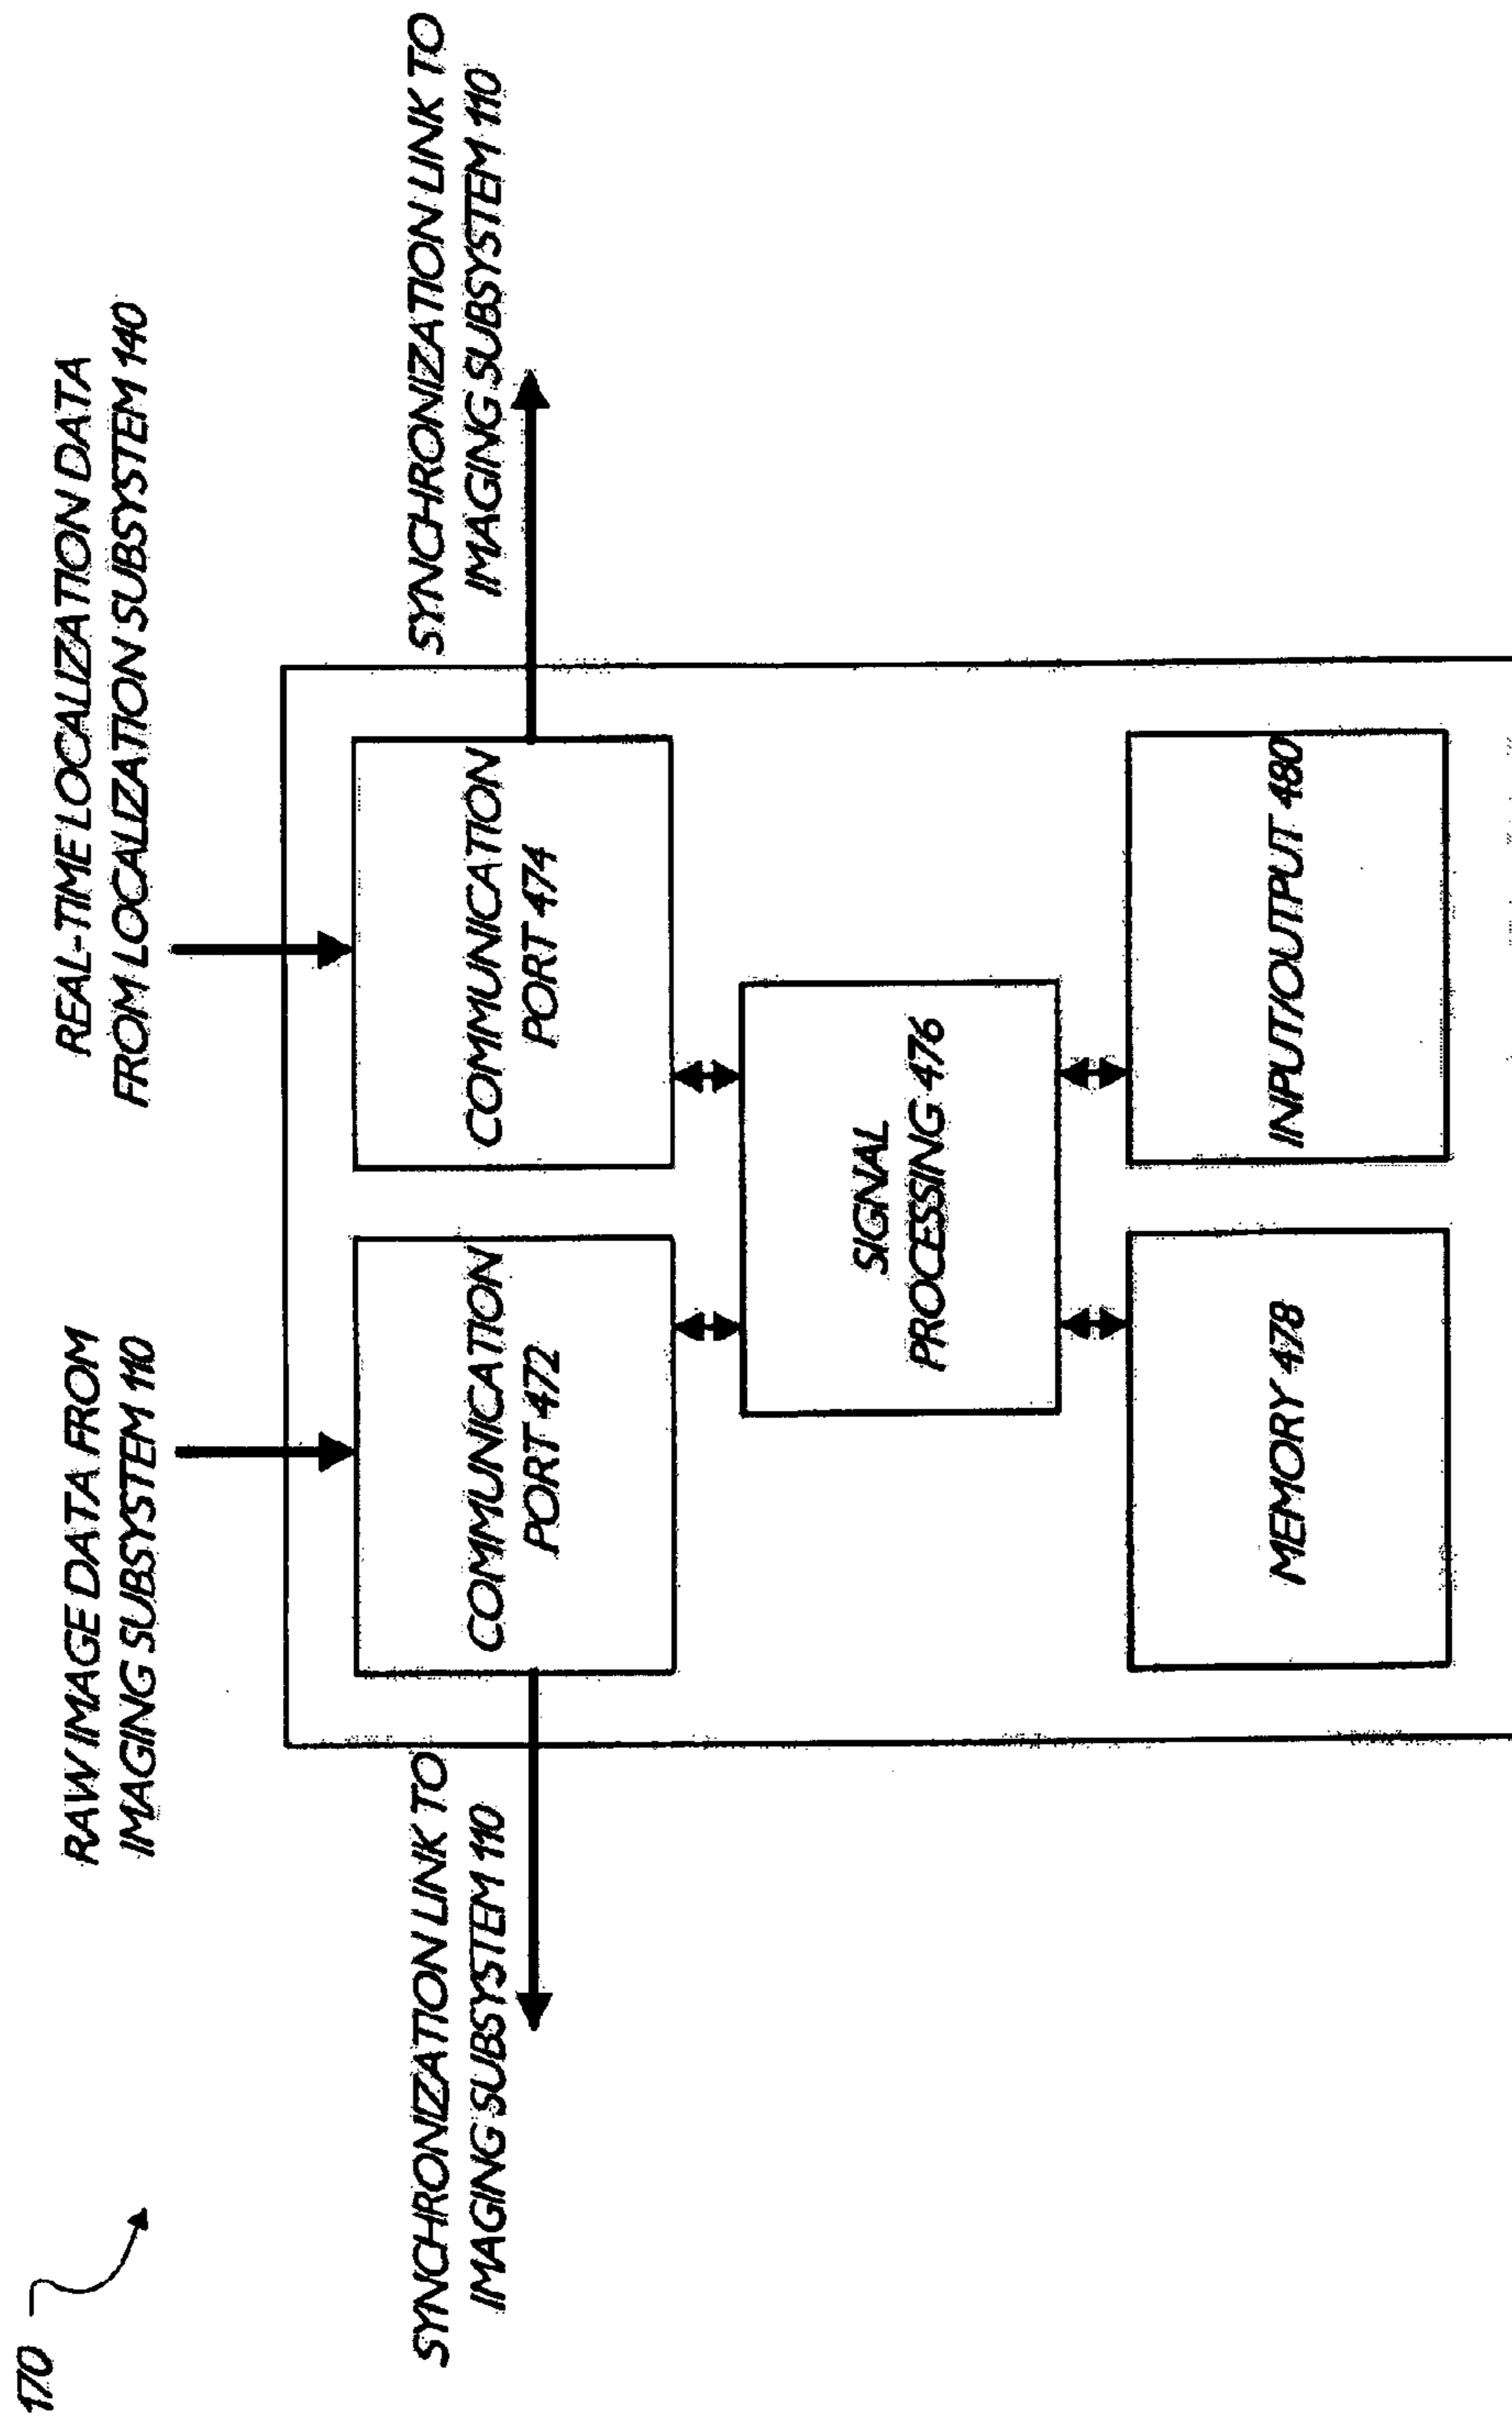 170
RAW IMAGE DATA FROM
IMAGING SUBSYSTEM 110
REAL-TIME LOCALIZATION DATA
FROM LOCALIZATION SUBSYSTEM 140
SYNCHRONIZATION LINK TO
IMAGING SUBSYSTEM 110
COMMUNICATION
PORT 472
COMMUNICATION
PORT 474
SYNCHRONIZATION LINK TO
IMAGING SUBSYSTEM 110
SIGNAL
PROCESSING 476
MEMORY 478
INPUT/OUTPUT 480